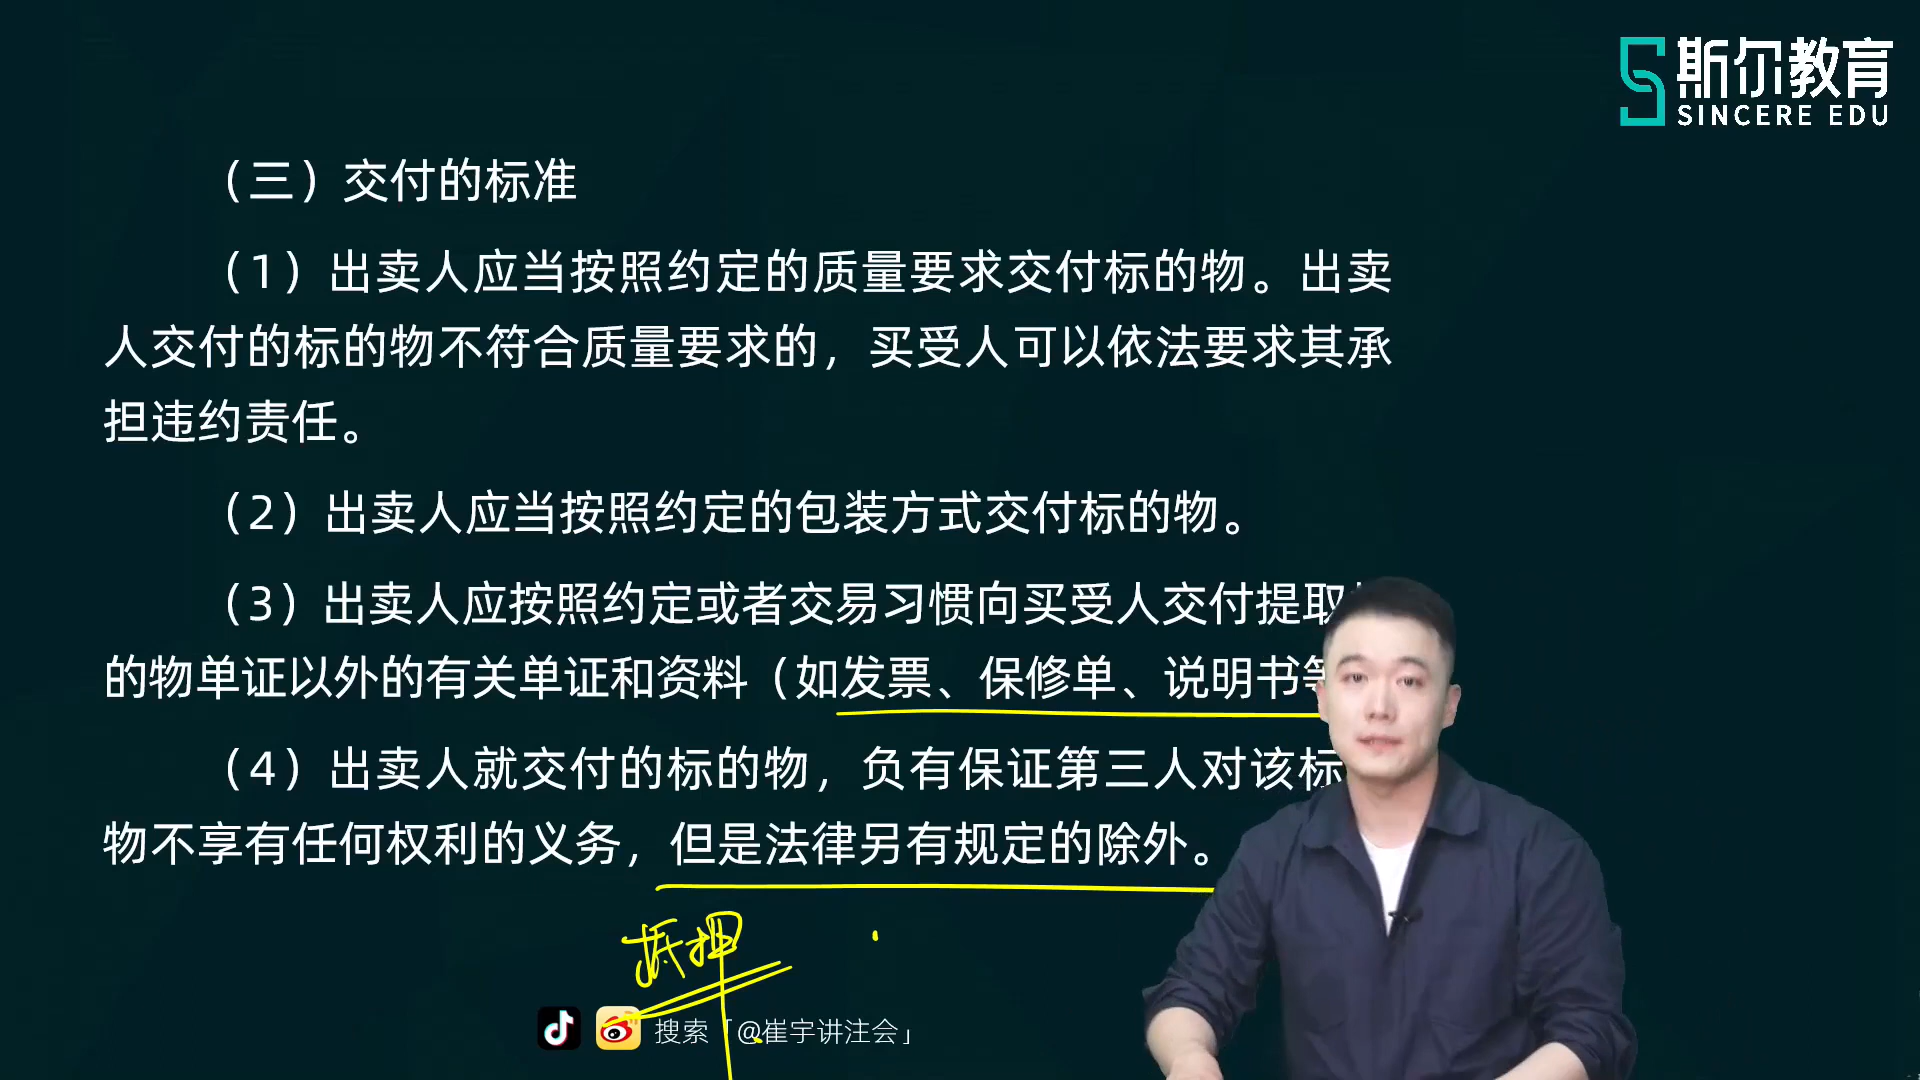 斯尔教育
SINCERE EDU
（三）交付的标准
（1）出卖人应当按照约定的质量要求交付标的物。出卖
人交付的标的物不符合质量要求的，买受人可以依法要求其承
担违约责任。
（2）出卖人应当按照约定的包装方式交付标的物。
（3）出卖人应按照约定或者交易习惯向买受人交付提取
的物单证以外的有关单证和资料（如发票、保修单、说明书等
（4）出卖人就交付的标的物，负有保证第三人对该标
物不享有任何权利的义务，但是法律另有规定的除外。
抵押
搜索「@崔宇讲注会」